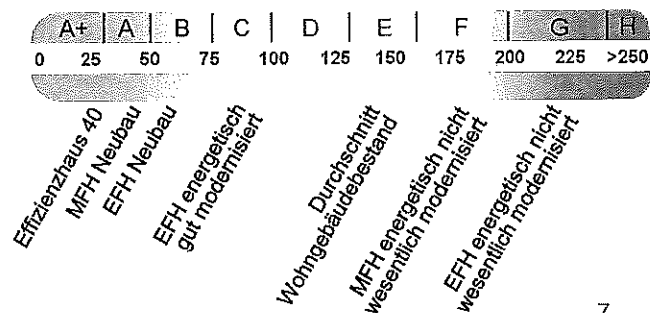 A+ A B C D E F G H
0 25 50 75 100 125 150 175 200 225 >250
Effizienzhaus 40
MFH Neubau
EFH Neubau
EFH energetisch
gut modernisiert
Durchschnitt
Wohngebäudebestand
MFH energetisch nicht
wesentlich modernisiert
EFH energetisch nicht
wesentlich modernisiert
7